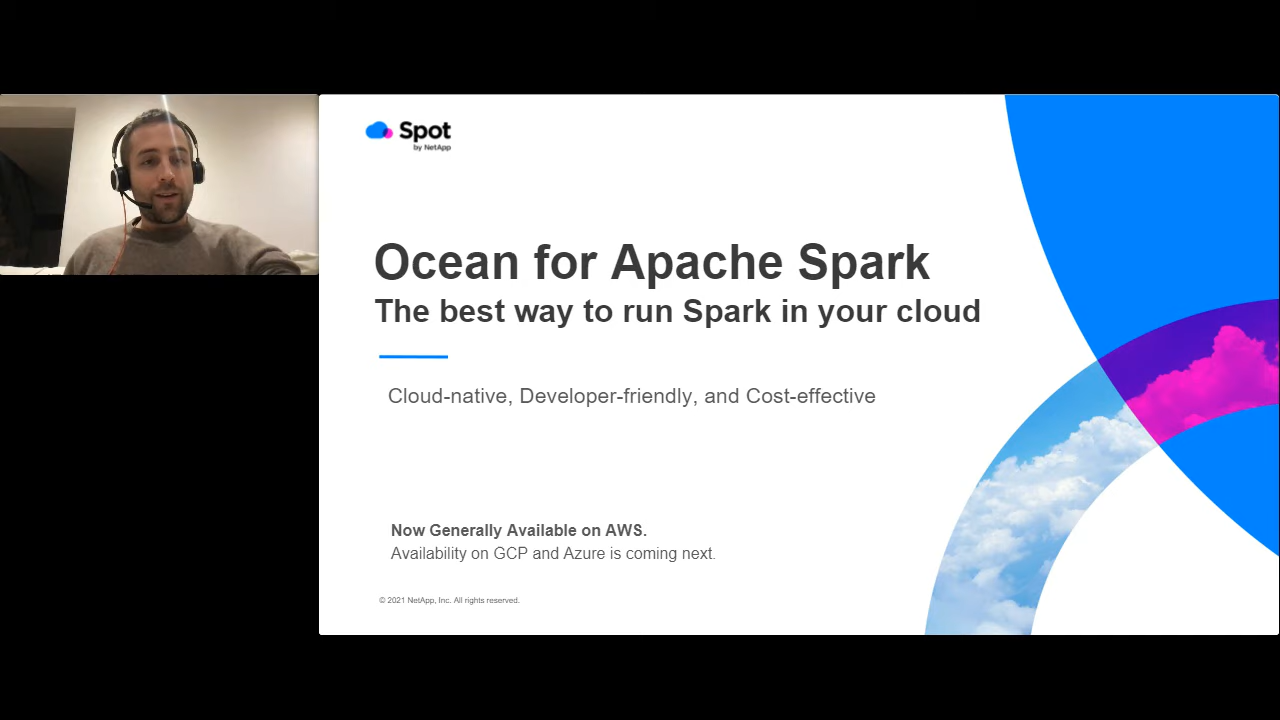 Spot
by NetApp
Ocean for Apache Spark
The best way to run Spark in your cloud
Cloud-native, Developer-friendly, and Cost-effective
Now Generally Available on AWS.
Availability on GCP and Azure is coming next.
© 2021 NetApp, Inc. All rights reserved.